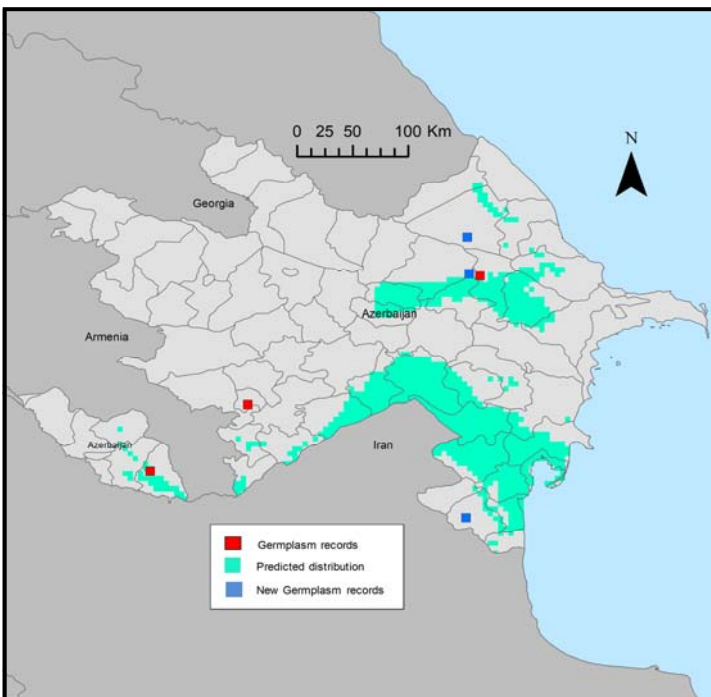 0 25 50 100 Km
N
Georgia
Azerbaijan
Armenia
Azerbaijan
Iran
Germplasm records
Predicted distribution
New Germplasm records